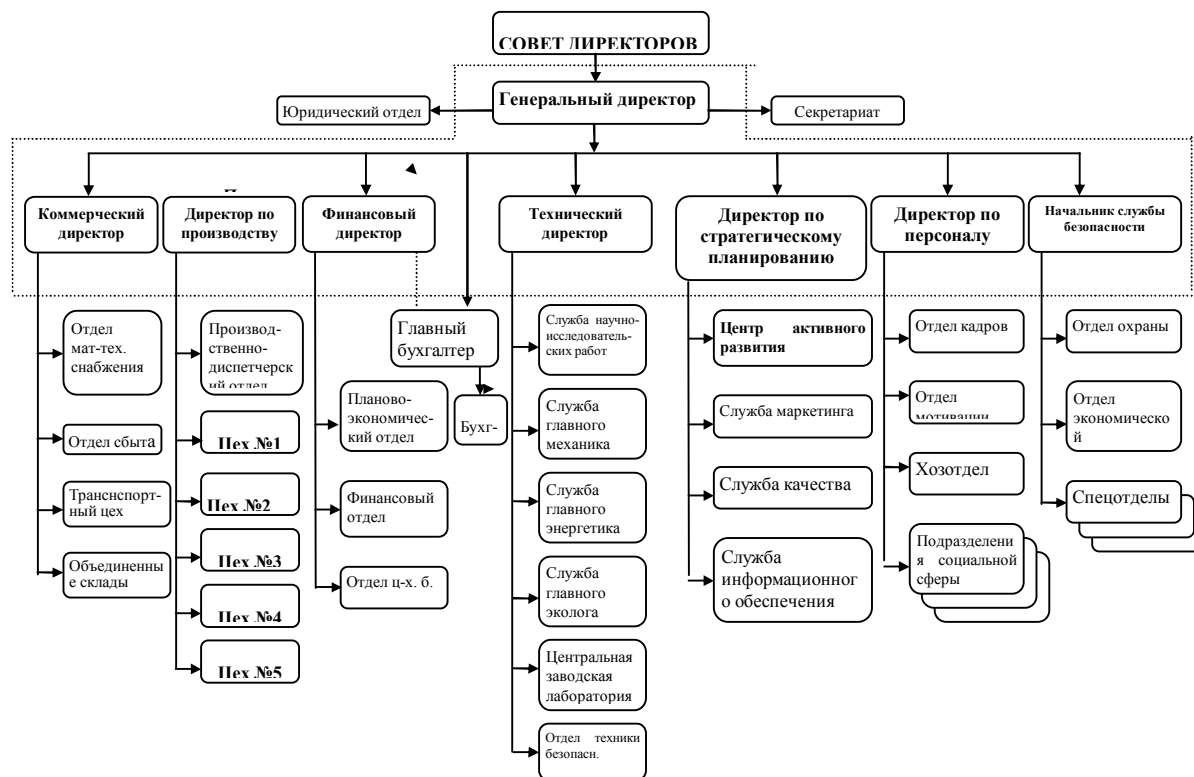 СОВЕТ ДИРЕКТОРОВ
Генеральный директор
Юридический отдел
Секретариат
Коммерческий
директор
Директор по
производству
Финансовый
директор
Технический
директор
Директор по
стратегическому
планированию
Директор по
персоналу
Начальник службы
безопасности
Отдел
мат-тех.
снабжения
Отдел сбыта
Транснспорт-
ный цех
Объединенны
е склады
Производ-
ственно-
диспетчерс
кий отдел
Цех №1
Цех №2
Цех №3
Цех №4
Цех №5
Планово-
экономичес
кий отдел
Финансовый
отдел
Отдел ц-х. б.
Главный
бухгалтер
Бухг-
Служба научно-
исследователь-
ских работ
Служба
главного
механика
Служба
главного
энергетика
Служба
главного
эколога
Центральная
заводская
лаборатория
Отдел техники
безопасн.
Центр активного
развития
Служба маркетинга
Служба качества
Служба
информационног
о обеспечения
Отдел кадров
Отдел
мотивации
Хозотдел
Подразделени
я социальной
сферы
Отдел охраны
Отдел
экономической
Спецотделы